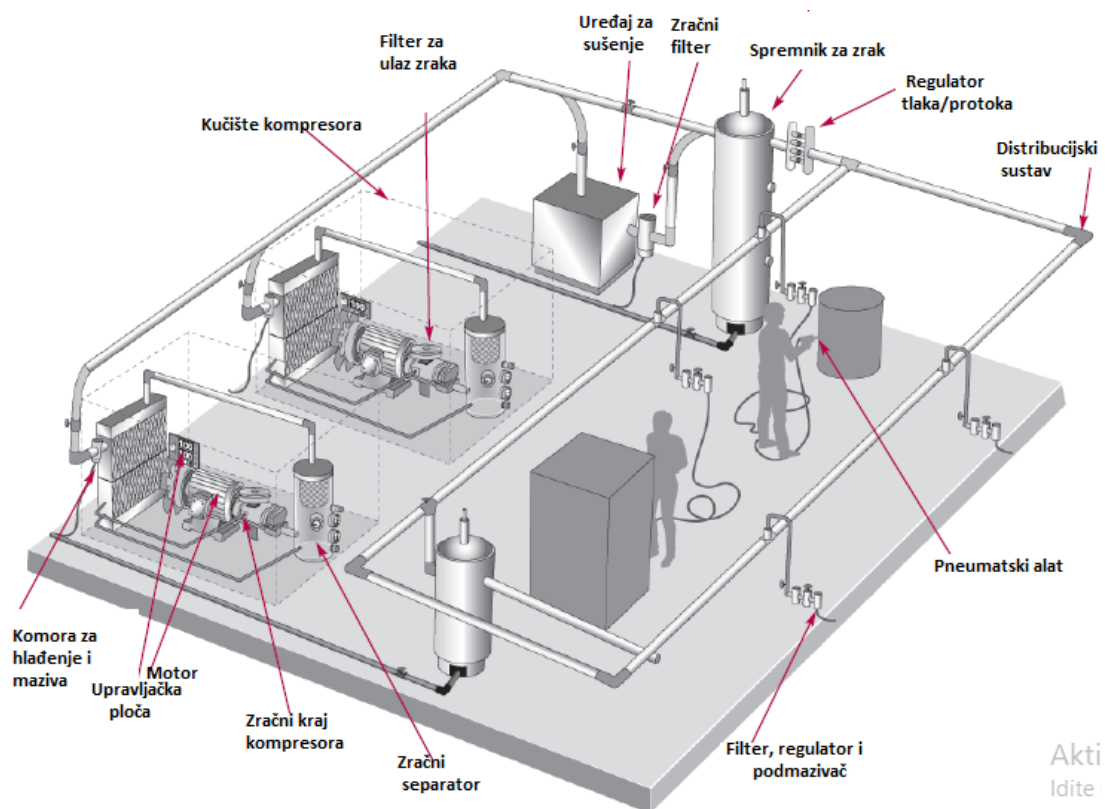 Uređaj za
sušenje
Zračni
filter
Filter za
ulaz zraka
Spremnik za zrak
Regulator
tlaka/protoka
Kučište kompresora
Distribucijski
sustav
Pneumatski alat
Komora za
hlađenje i
maziva
Motor
Upravljačka
ploča
Zračni kraj
kompresora
Zračni
separator
Filter, regulator i
podmazivač
Akti
Idite